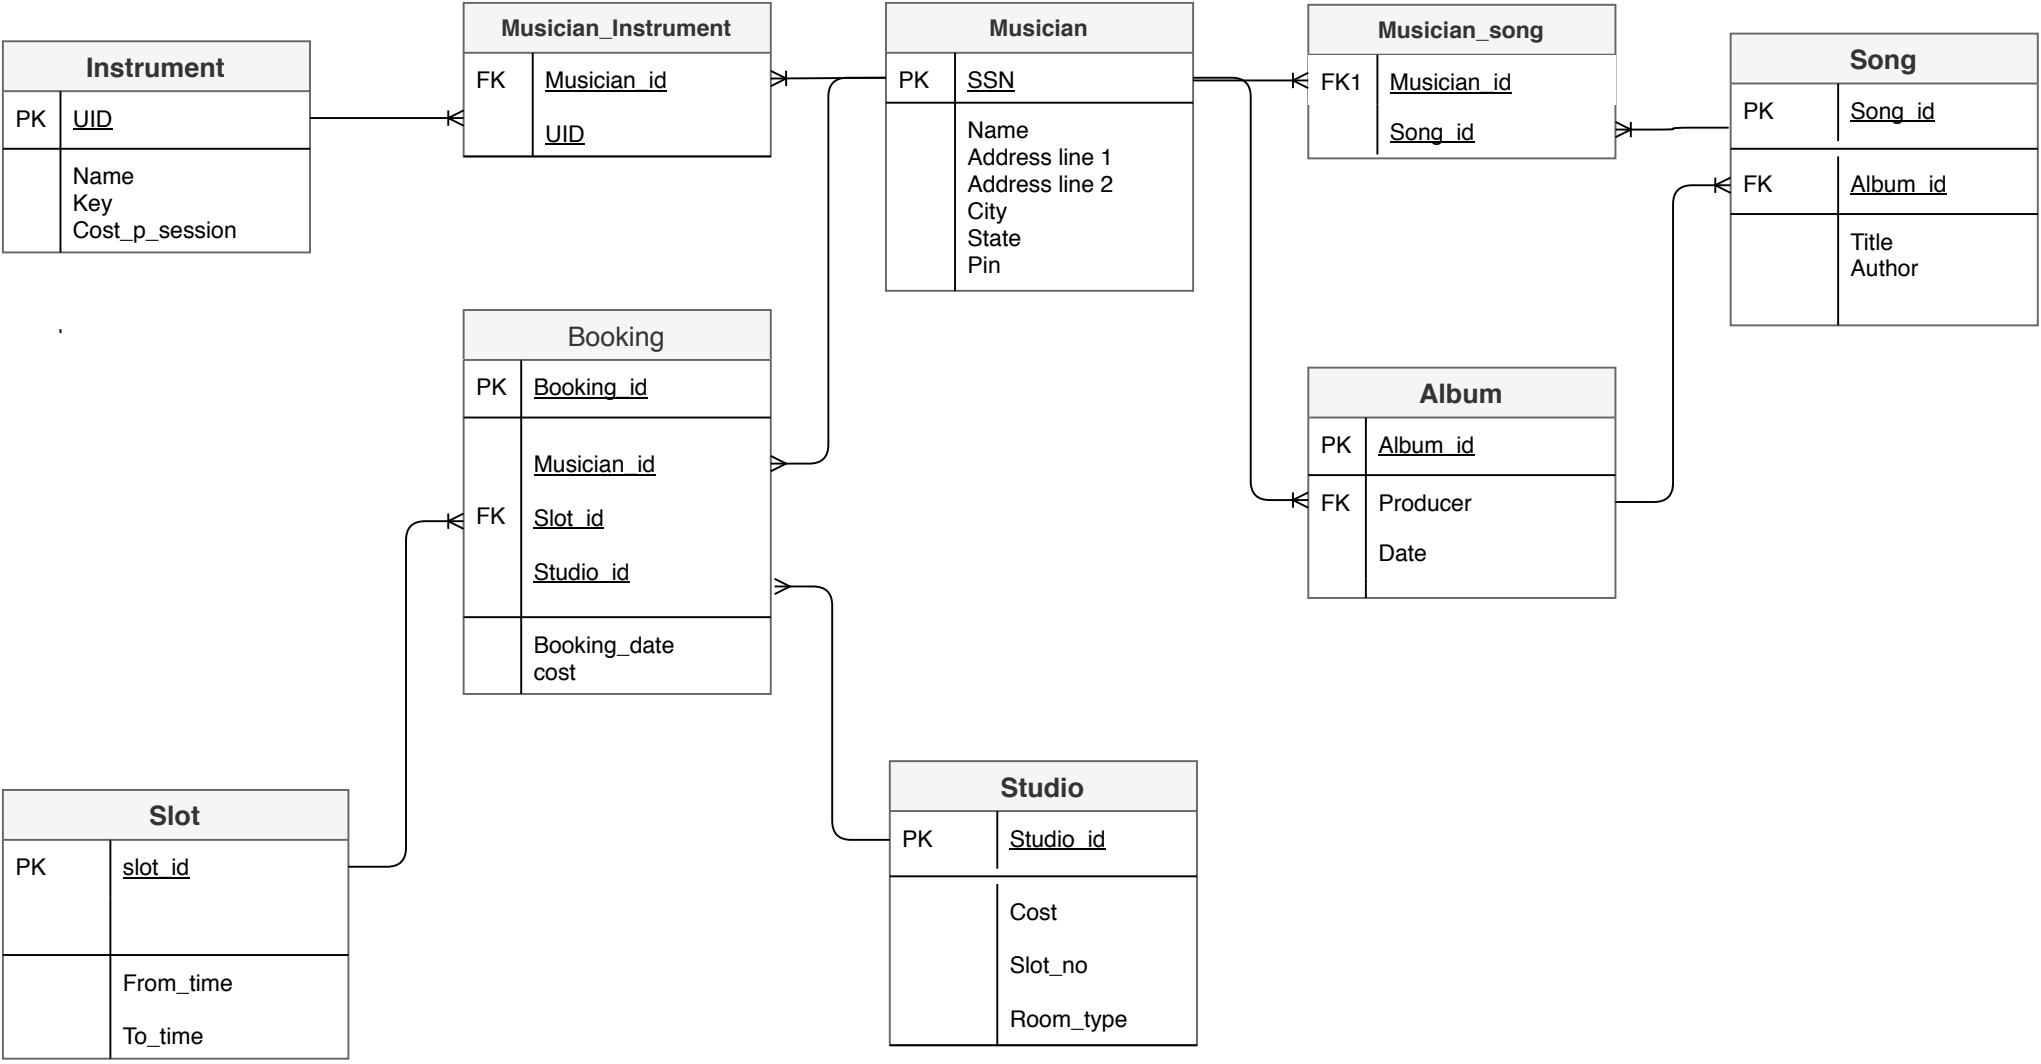 Instrument
PK UID
Name
Key
Cost_p_session
Musician_Instrument
FK Musician_id
UID
Musician
PK SSN
Name
Address line 1
Address line 2
City
State
Pin
Musician_song
FK1 Musician_id
Song_id
Song
PK Song_id
FK Album_id
Title
Author
Booking
PK Booking_id
Musician_id
FK Slot_id
Studio_id
Booking_date
cost
Album
PK Album_id
FK Producer
Date
Slot
PK slot_id
From_time
To_time
Studio
PK Studio_id
Cost
Slot_no
Room_type